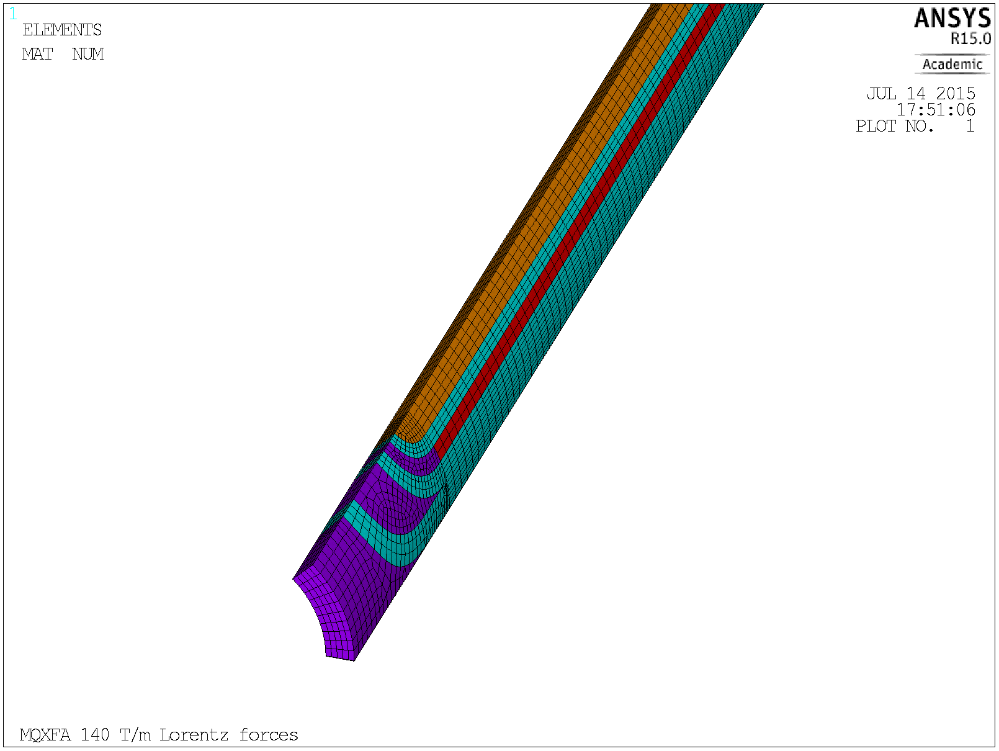 1
ELEMENTS
MAT NUM
ANSYS
R15.0
Academic
JUL 14 2015
17:51:06
PLOT NO. 1
MQXFA 140 T/m Lorentz forces